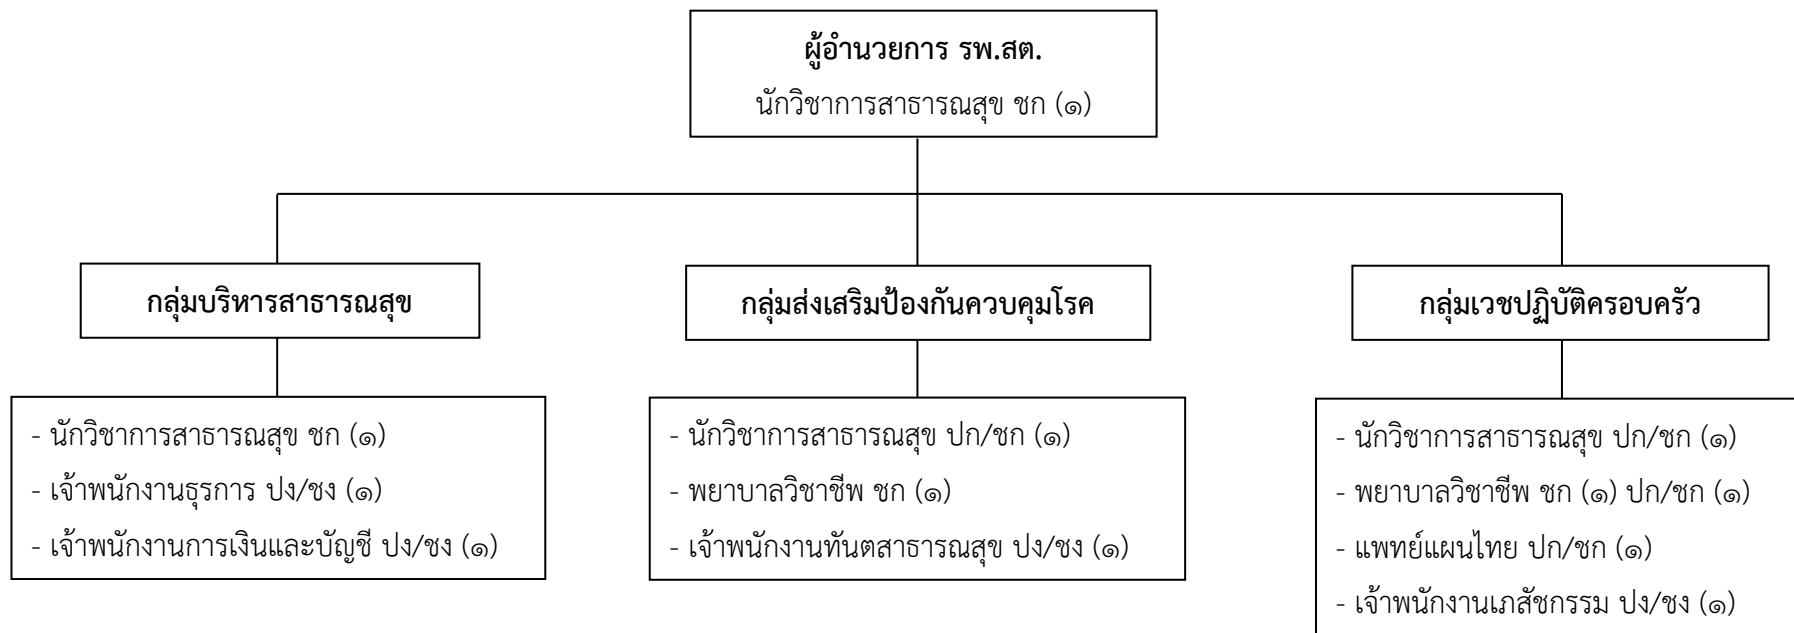 ผู้อำนวยการ รพ.สต.
นักวิชาการสาธารณสุข ชก (๑)
กลุ่มบริหารสาธารณสุข
- นักวิชาการสาธารณสุข ชก (๑)
- เจ้าพนักงานธุรการ ปง/ชง (๑)
- เจ้าพนักงานการเงินและบัญชี ปง/ชง (๑)
กลุ่มส่งเสริมป้องกันควบคุมโรค
- นักวิชาการสาธารณสุข ปก/ชก (๑)
- พยาบาลวิชาชีพ ชก (๑)
- เจ้าพนักงานทันตสาธารณสุข ปง/ชง (๑)
กลุ่มเวชปฏิบัติครอบครัว
- นักวิชาการสาธารณสุข ปก/ชก (๑)
- พยาบาลวิชาชีพ ชก (๑) ปก/ชก (๑)
- แพทย์แผนไทย ปก/ชก (๑)
- เจ้าพนักงานเภสัชกรรม ปง/ชง (๑)